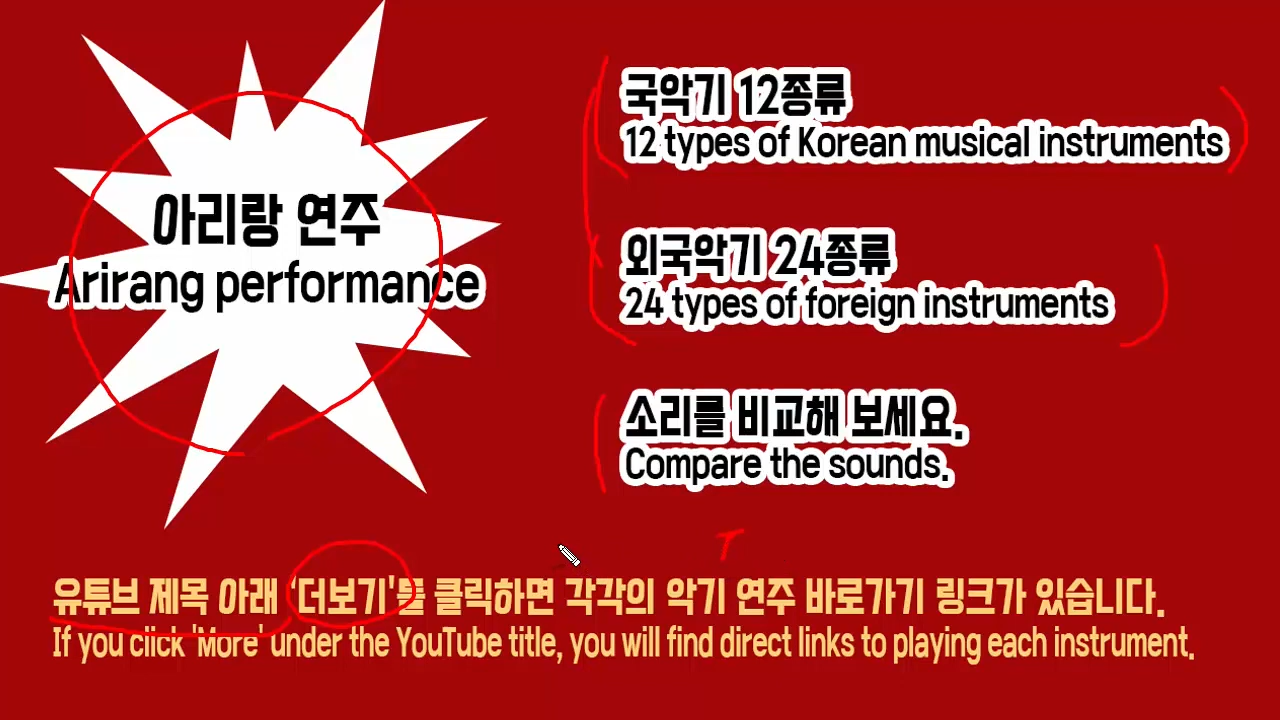 아리랑 연주
Arirang performance
국악기 12종류
12 types of Korean musical instruments
외국악기 24종류
24 types of foreign instruments
소리를 비교해 보세요.
Compare the sounds.
유튜브 제목 아래 '더보기'를 클릭하면 각각의 악기 연주 바로가기 링크가 있습니다.
If you click 'More' under the YouTube title, you will find direct links to playing each instrument.